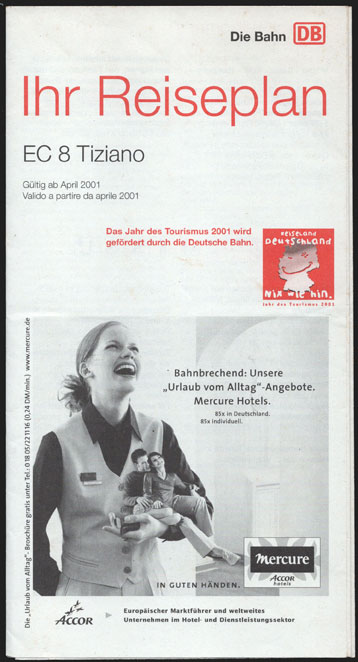 Die Bahn DB
Ihr Reiseplan
EC 8 Tiziano
Gültig ab April 2001
Valido a partire da aprile 2001
Das Jahr des Tourismus 2001 wird
gefördert durch die Deutsche Bahn.
REISELAND
DEUTSCHLAND
NIX WIE HIN.
Jahr des Tourismus 2001
Die „Urlaub vom Alltag“- Broschüre gratis unter Tel.: 0 18 05/22 11 16 (0,24 DM/min.) www.mercure.de
Bahnbrechend: Unsere
„Urlaub vom Alltag“-Angebote.
Mercure Hotels.
85x in Deutschland.
85x individuell.
Mercure
ACCOR
hotels
IN GUTEN HÄNDEN.
ACCOR
Europäischer Marktführer und weltweites
Unternehmen im Hotel- und Dienstleistungssektor